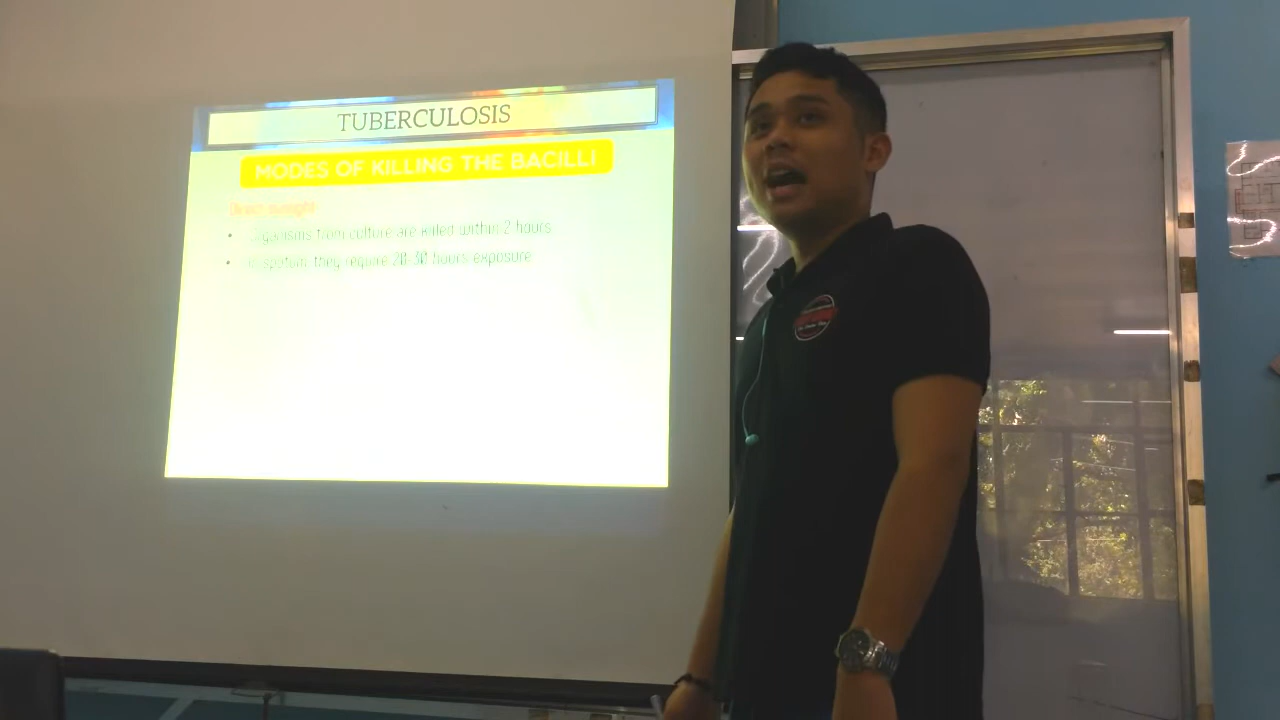 TUBERCULOSIS
MODES OF KILLING THE BACILLI
Direct sunlight
• Organisms from culture are killed within 2 hours
• In sputum, they require 20-30 hours exposure